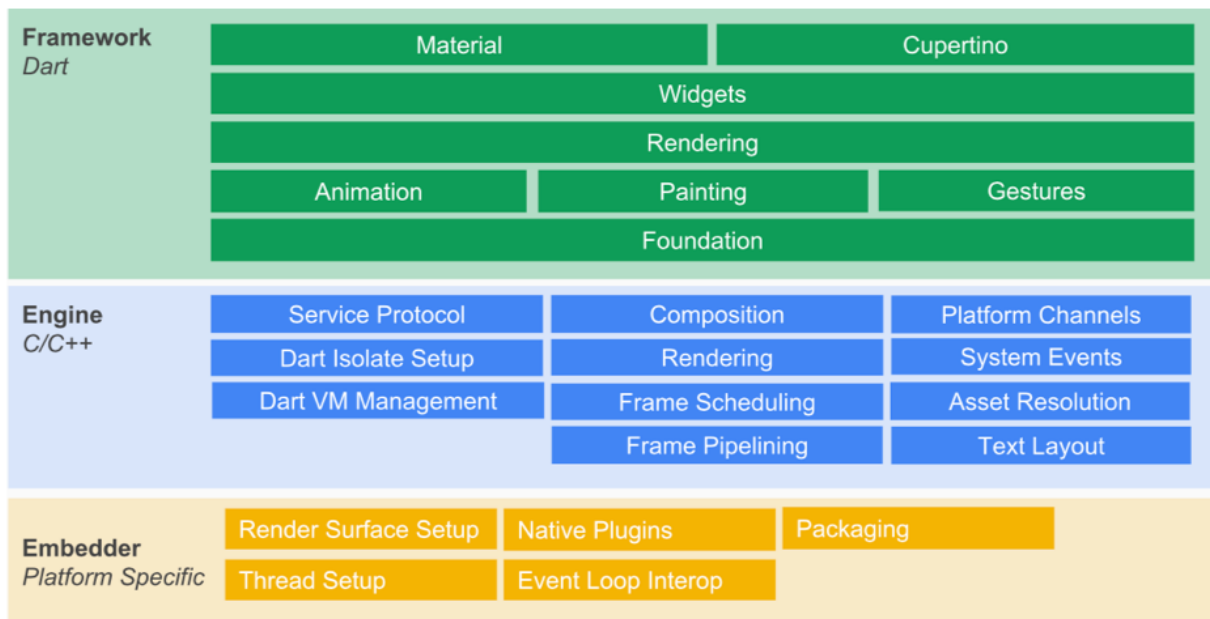 Framework
Dart
Material
Cupertino
Widgets
Rendering
Animation
Painting
Gestures
Foundation
Engine
C/C++
Service Protocol
Composition
Platform Channels
Dart Isolate Setup
Rendering
System Events
Dart VM Management
Frame Scheduling
Asset Resolution
Frame Pipelining
Text Layout
Embedder
Platform Specific
Render Surface Setup
Native Plugins
Packaging
Thread Setup
Event Loop Interop